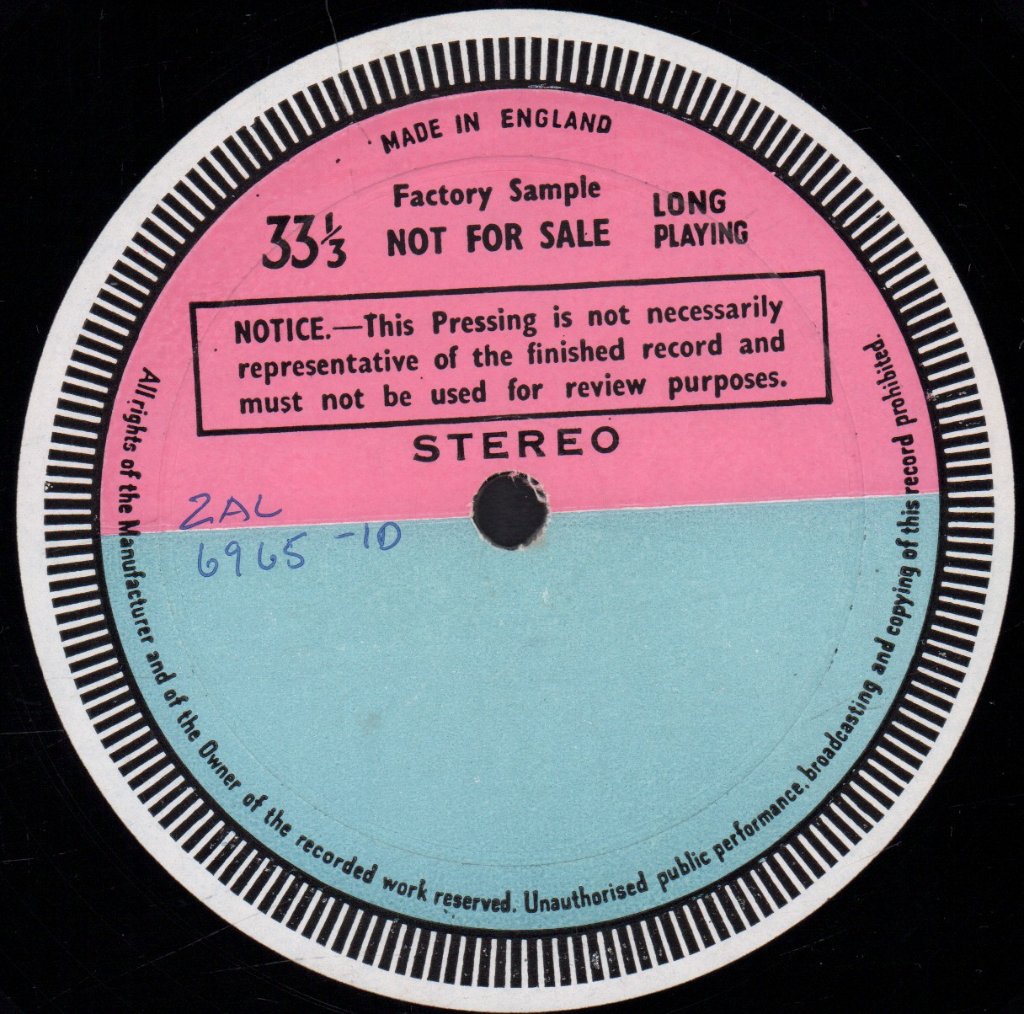 MADE IN ENGLAND
Factory Sample
NOT FOR SALE
33⅓
LONG
PLAYING
NOTICE.—This Pressing is not necessarily
representative of the finished record and
must not be used for review purposes.
STEREO
ZAL
6965 -1D
All rights of the Manufacturer and of the Owner of the recorded work reserved. Unauthorised public performance, broadcasting and copying of this record prohibited.